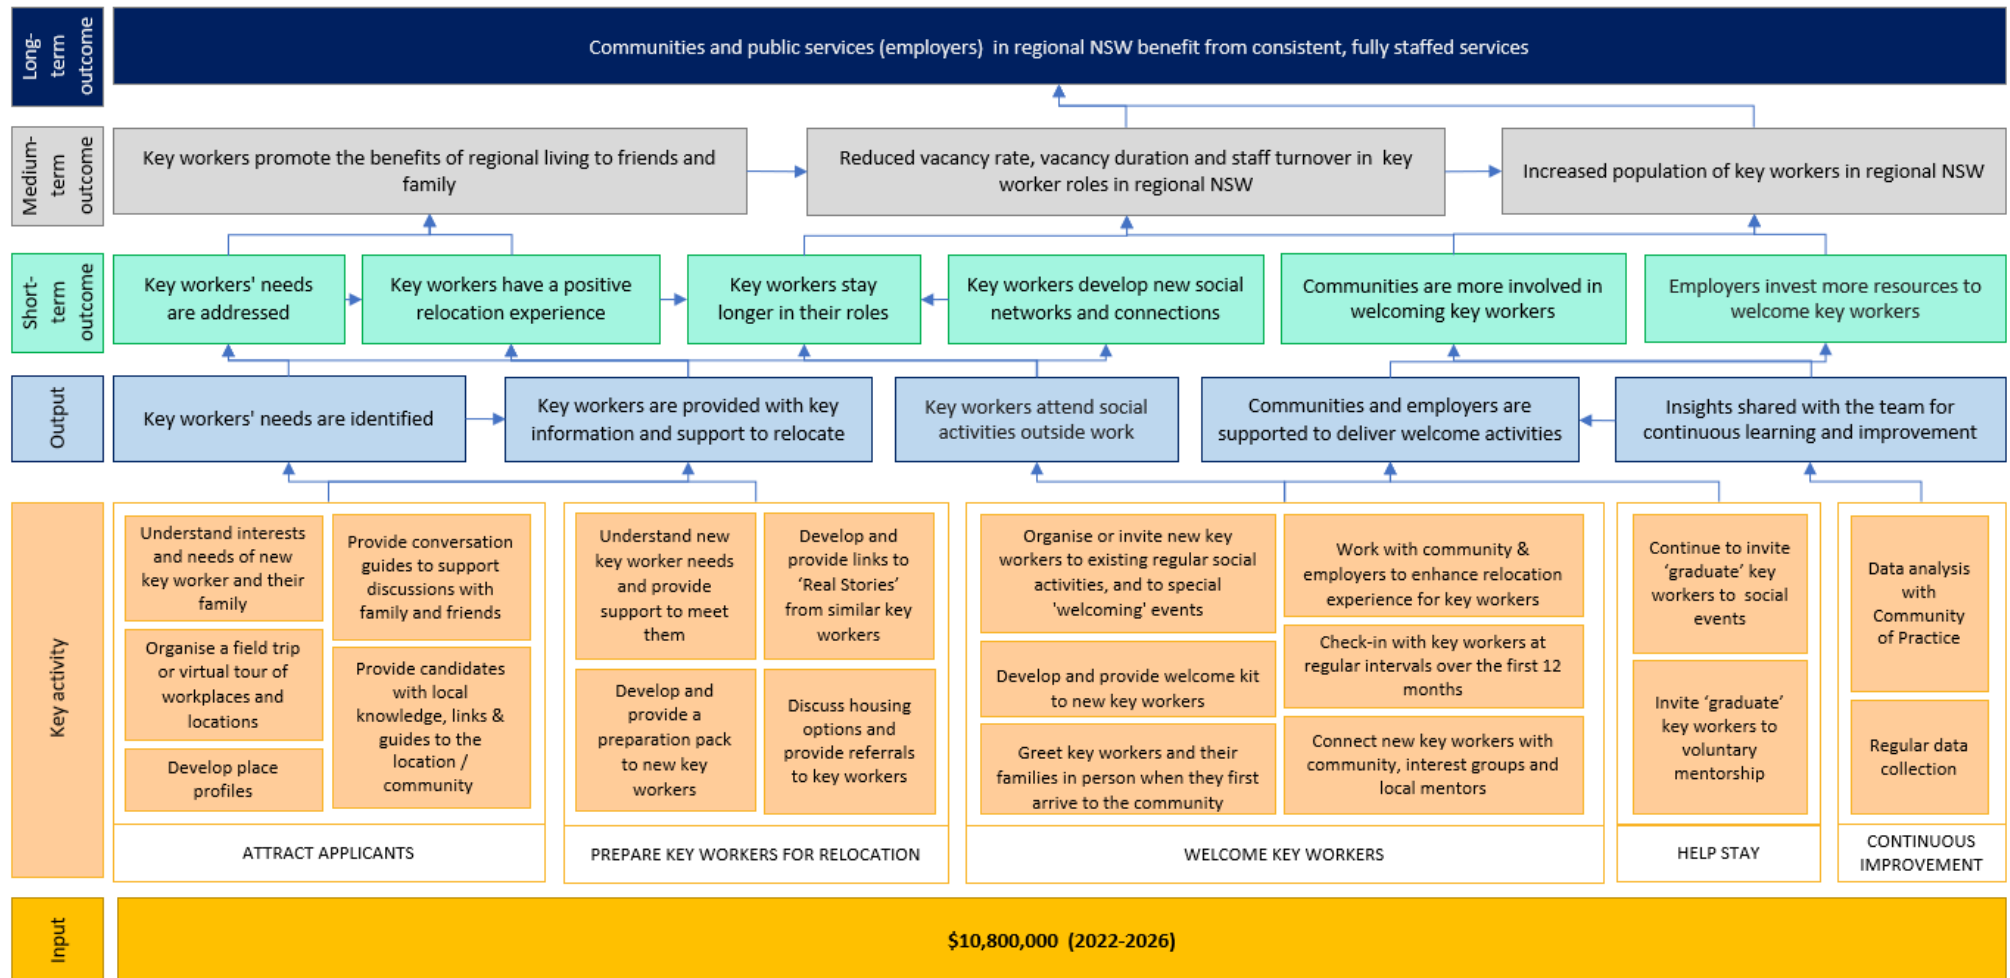 Long-
term
outcome
Communities and public services (employers)  in regional NSW benefit from consistent, fully staffed services
Medium-
term
outcome
Key workers promote the benefits of regional living to friends and
family
Reduced vacancy rate, vacancy duration and staff turnover in  key
worker roles in regional NSW
Increased population of key workers in regional NSW
Short-
term
outcome
Key workers' needs
are addressed
Key workers have a positive
relocation experience
Key workers stay
longer in their roles
Key workers develop new social
networks and connections
Communities are more involved in
welcoming key workers
Employers invest more resources to
welcome key workers
Output
Key workers' needs are identified
Key workers are provided with key
information and support to relocate
Key workers attend social
activities outside work
Communities and employers are
supported to deliver welcome activities
Insights shared with the team for
continuous learning and improvement
Key activity
Understand interests
and needs of new
key worker and their
family
Organise a field trip
or virtual tour of
workplaces and
locations
Develop place
profiles
Provide conversation
guides to support
discussions with
family and friends
Provide candidates
with local
knowledge, links &
guides to the
location /
community
ATTRACT APPLICANTS
Understand new
key worker needs
and provide
support to meet
them
Develop and
provide a
preparation pack
to new key
workers
Develop and
provide links to
‘Real Stories’
from similar key
workers
Discuss housing
options and
provide referrals
to key workers
PREPARE KEY WORKERS FOR RELOCATION
Organise or invite new key
workers to existing regular social
activities, and to special
'welcoming' events
Develop and provide welcome kit
to new key workers
Greet key workers and their
families in person when they first
arrive to the community
Work with community &
employers to enhance relocation
experience for key workers
Check-in with key workers at
regular intervals over the first 12
months
Connect new key workers with
community, interest groups and
local mentors
WELCOME KEY WORKERS
Continue to invite
‘graduate’ key
workers to  social
events
Invite ‘graduate’
key workers to
voluntary
mentorship
HELP STAY
Data analysis
with
Community
of Practice
Regular data
collection
CONTINUOUS
IMPROVEMENT
Input
$10,800,000  (2022-2026)